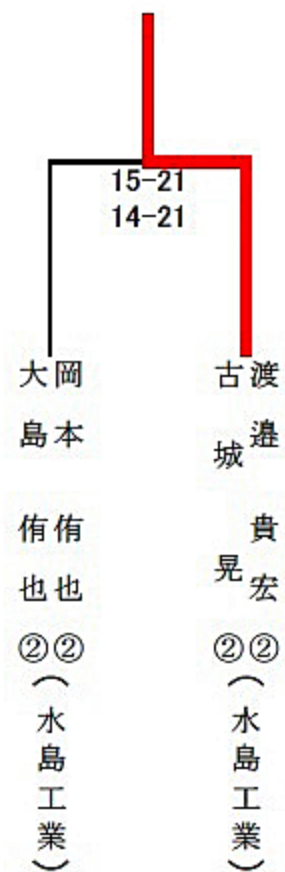 15-21
14-21
岡本 侑也②
大島 侑也②
(水島工業)
渡邉 貴宏②
古城 晃②
(水島工業)